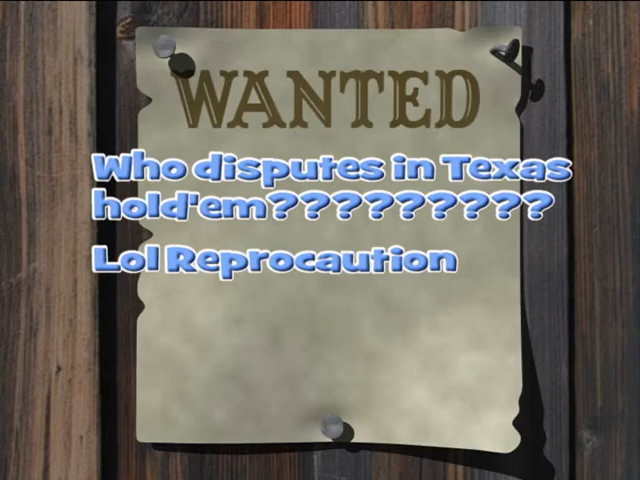 WANTED
Who disputes in Texas
hold'em?????????
Lol Reprocaution